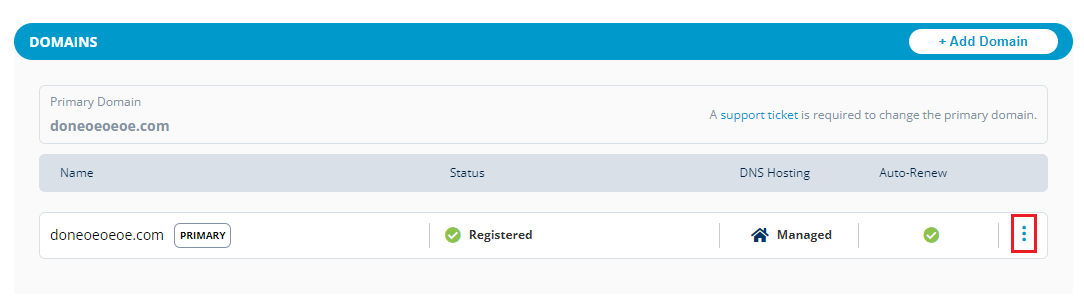 DOMAINS
+ Add Domain
Primary Domain
doneoeoeoe.com
A support ticket is required to change the primary domain.
Name Status DNS Hosting Auto-Renew
doneoeoeoe.com PRIMARY Registered Managed